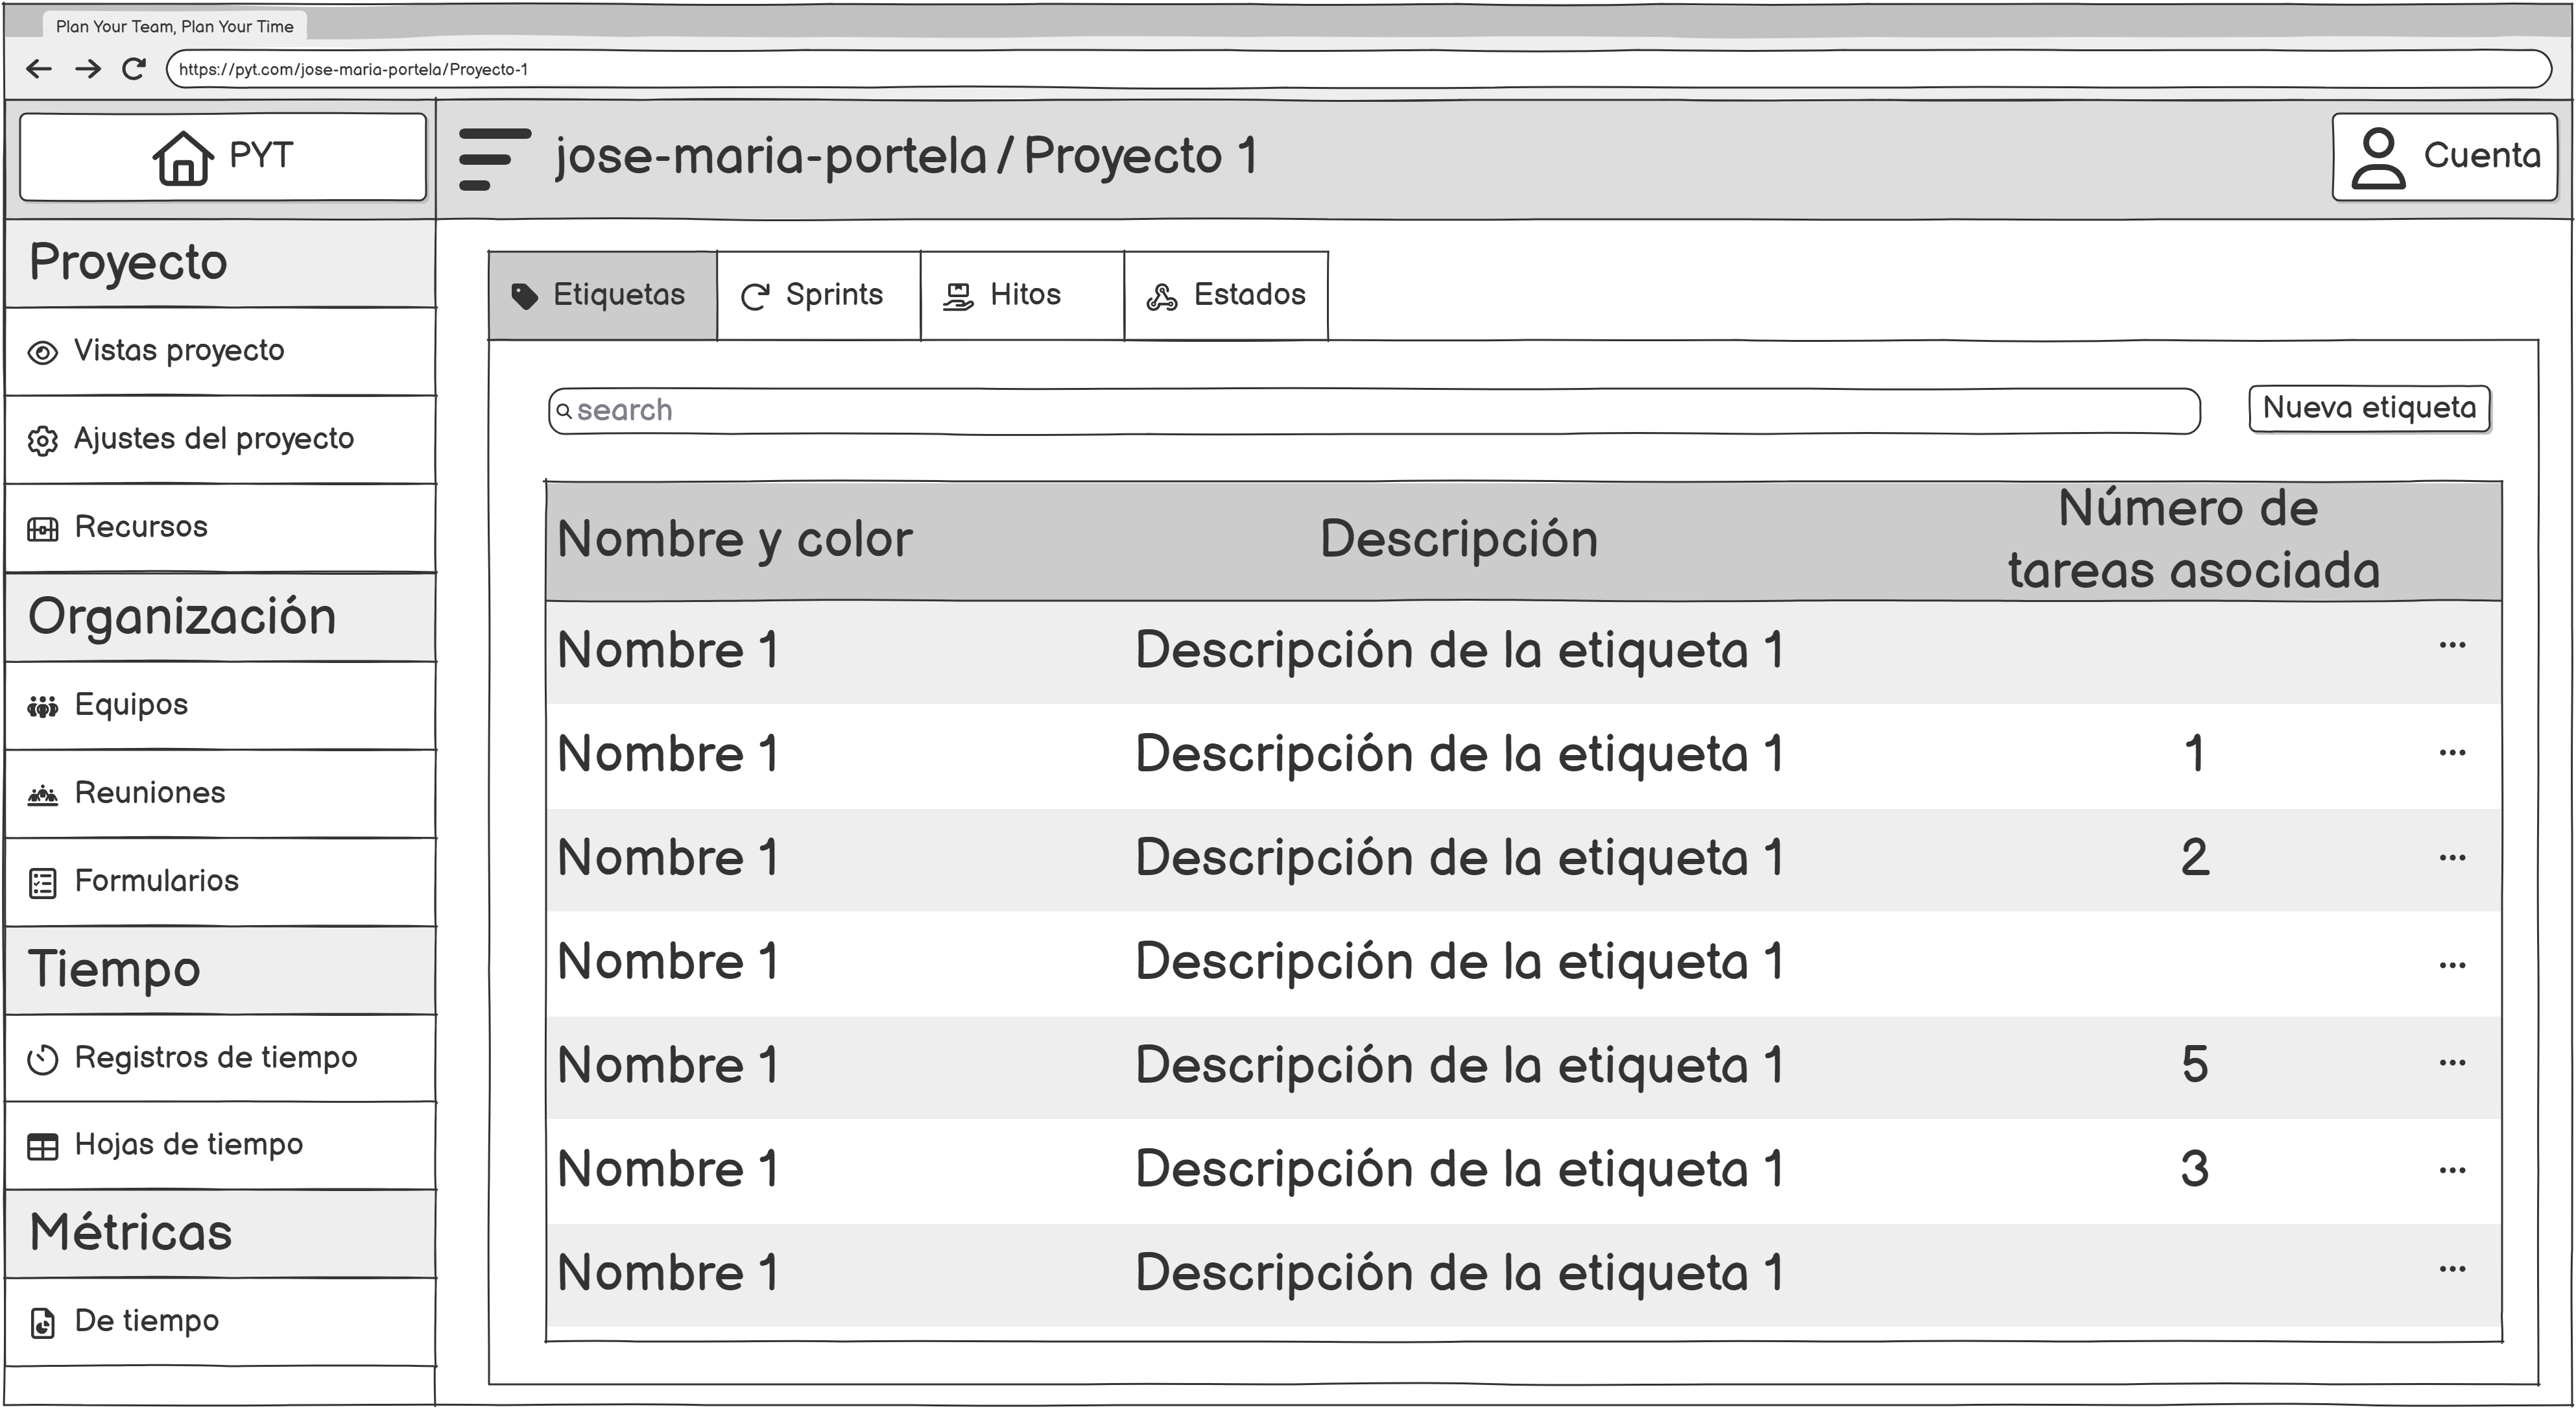 Plan Your Team, Plan Your Time
https://pyt.com/jose-maria-portela/Proyecto-1
PYT
jose-maria-portela / Proyecto 1
Cuenta
Proyecto
Vistas proyecto
Ajustes del proyecto
Recursos
Organización
Equipos
Reuniones
Formularios
Tiempo
Registros de tiempo
Hojas de tiempo
Métricas
De tiempo
Etiquetas
Sprints
Hitos
Estados
search
Nueva etiqueta
Nombre y color
Descripción
Número de
tareas asociada
Nombre 1 Descripción de la etiqueta 1 ...
Nombre 1 Descripción de la etiqueta 1 1 ...
Nombre 1 Descripción de la etiqueta 1 2 ...
Nombre 1 Descripción de la etiqueta 1 ...
Nombre 1 Descripción de la etiqueta 1 5 ...
Nombre 1 Descripción de la etiqueta 1 3 ...
Nombre 1 Descripción de la etiqueta 1 ...